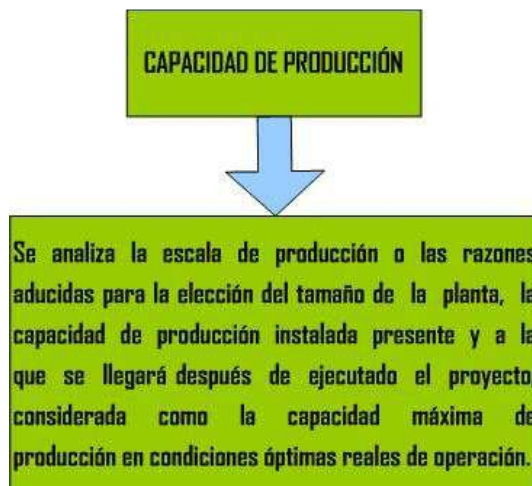 CAPACIDAD DE PRODUCCIÓN
Se analiza la escala de producción o las razones
aducidas para la elección del tamaño de la planta, la
capacidad de producción instalada presente y a la
que se llegará después de ejecutado el proyecto
considerada como la capacidad máxima de
producción en condiciones óptimas reales de operación.